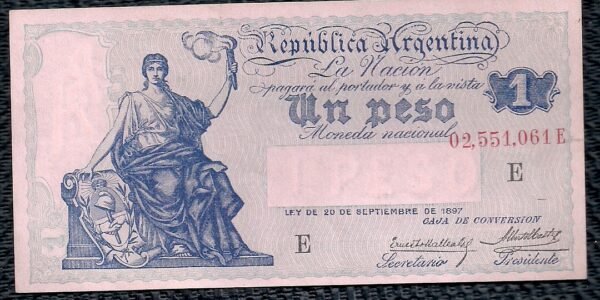 República Argentina
La Nación
pagará al portador y a la vista
1
Un peso
Moneda nacional
02,551,061 E
E
LEY DE 20 DE SEPTIEMBRE DE 1897
CAJA DE CONVERSION
E
Secretario
Presidente